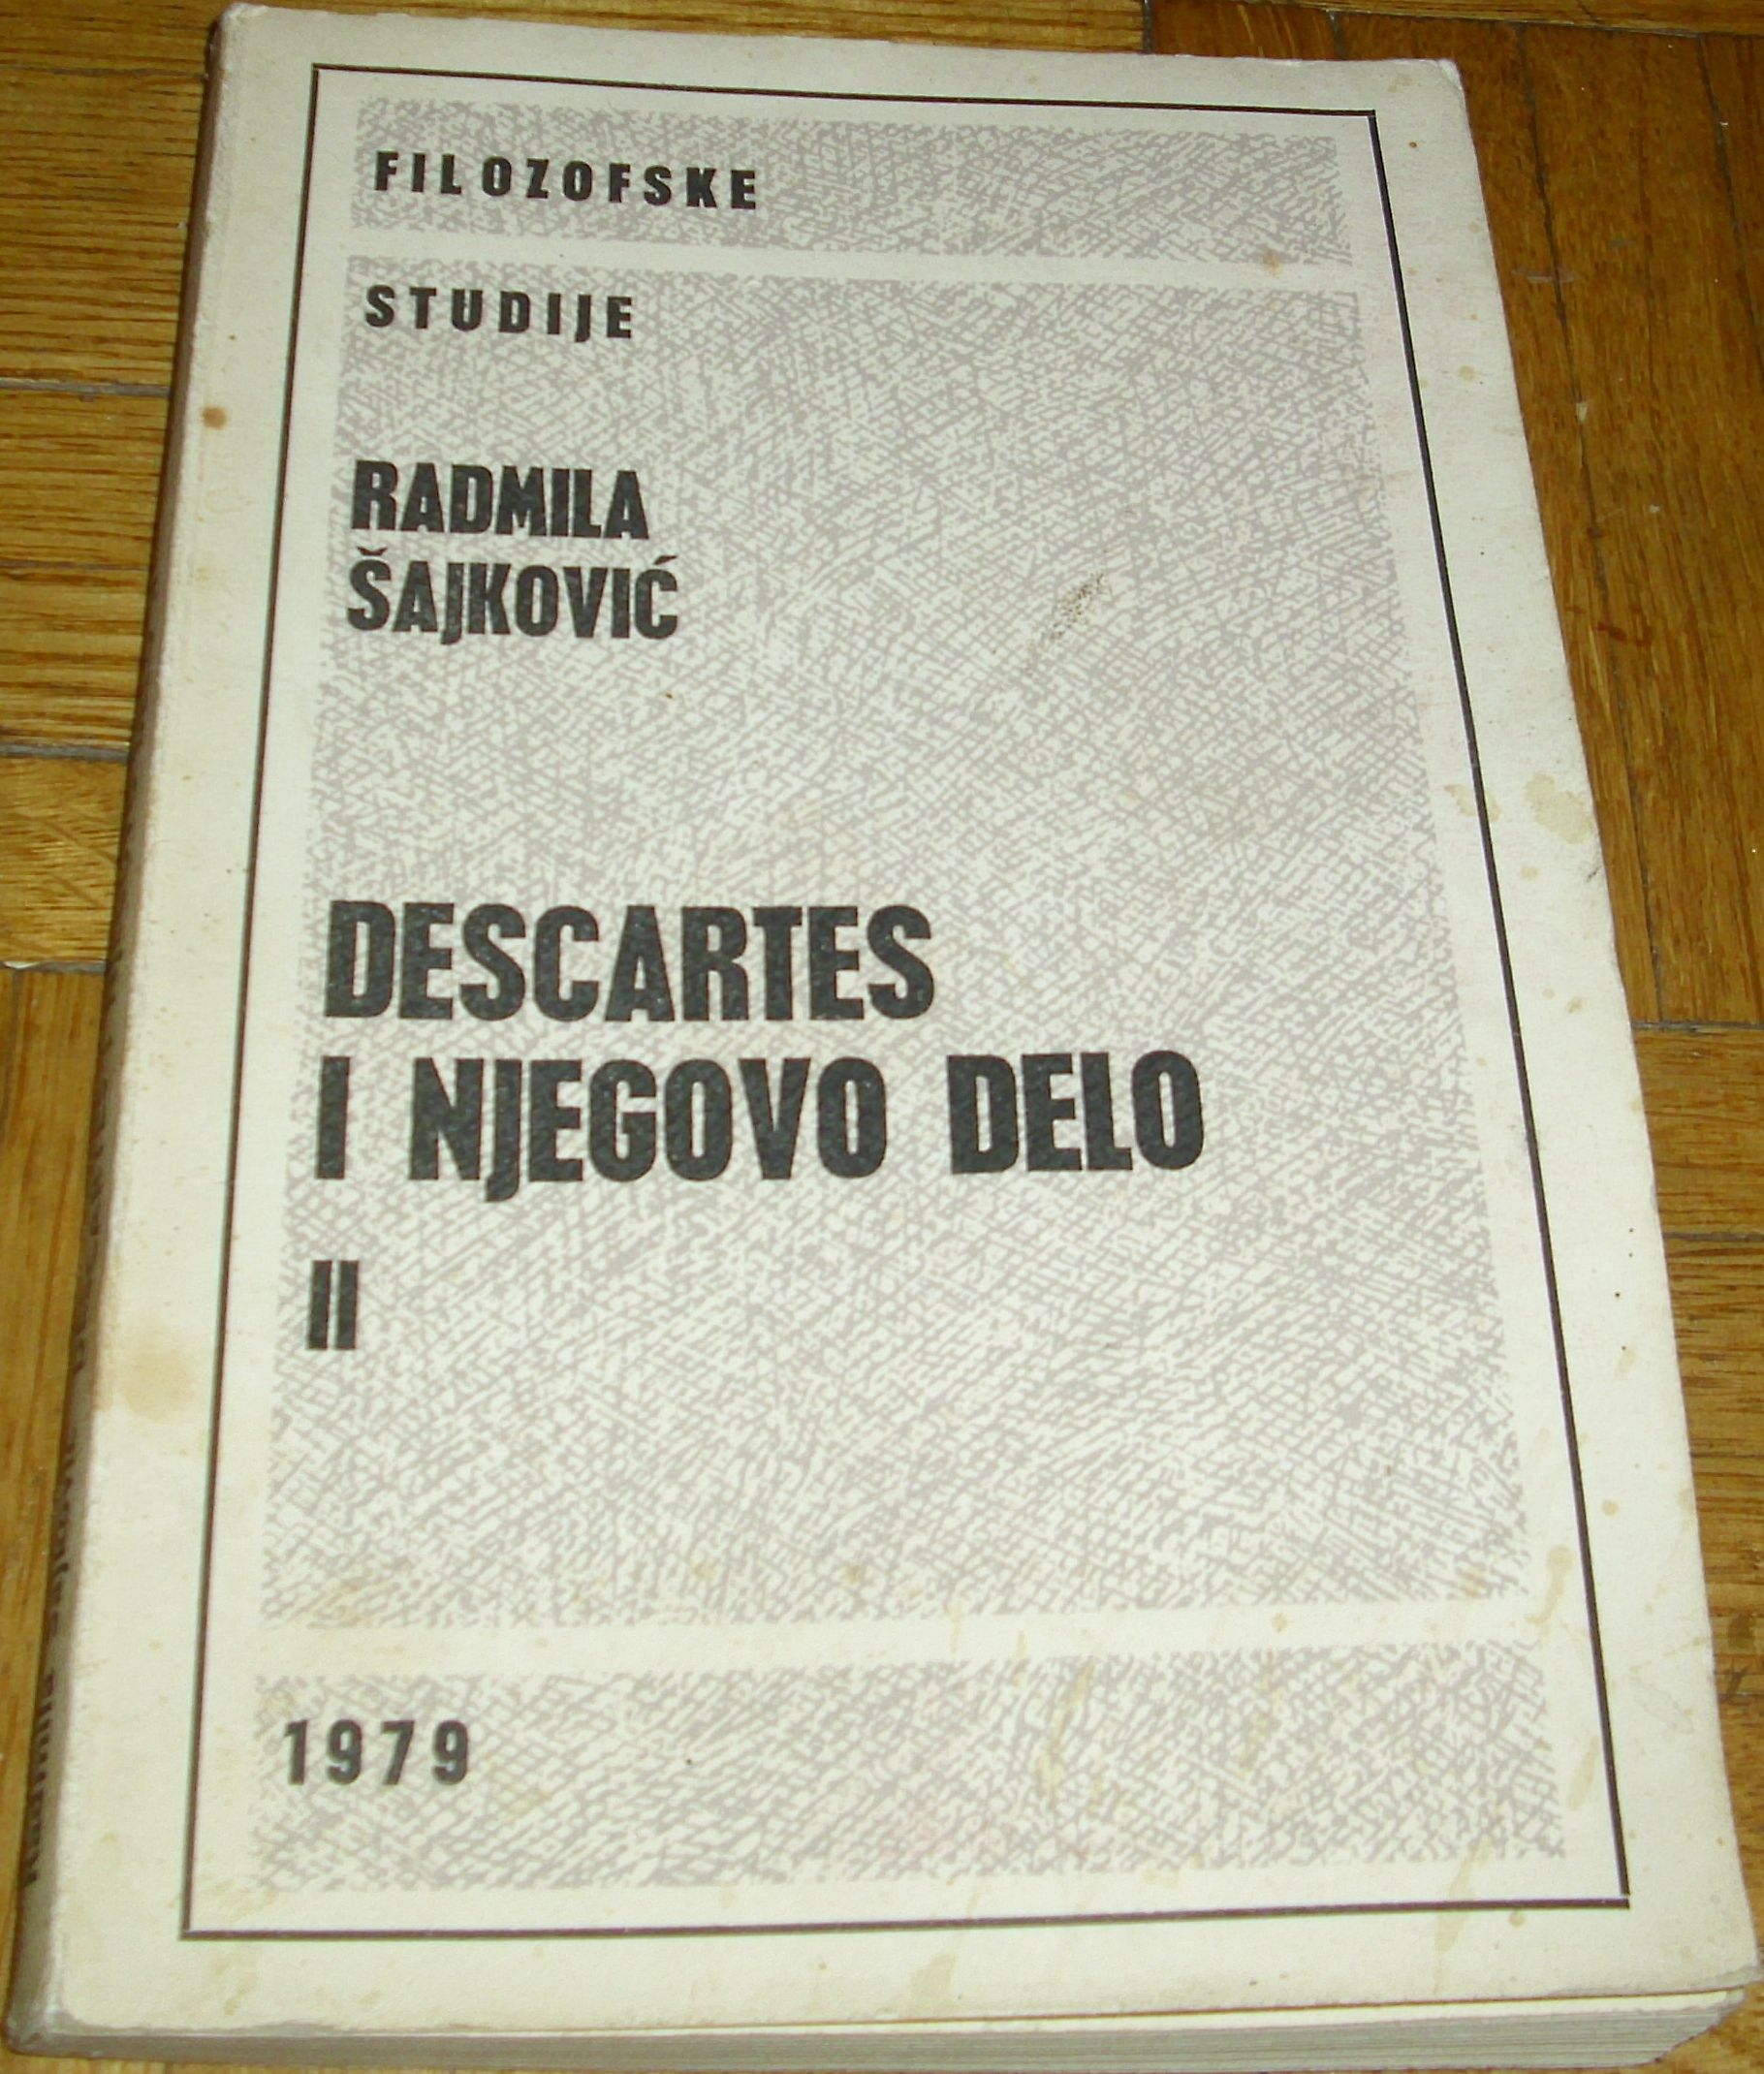 FILOZOFSKE
STUDIJE
RADMILA
ŠAJKOVIĆ
DESCARTES
I NJEGOVO DELO
II
1979